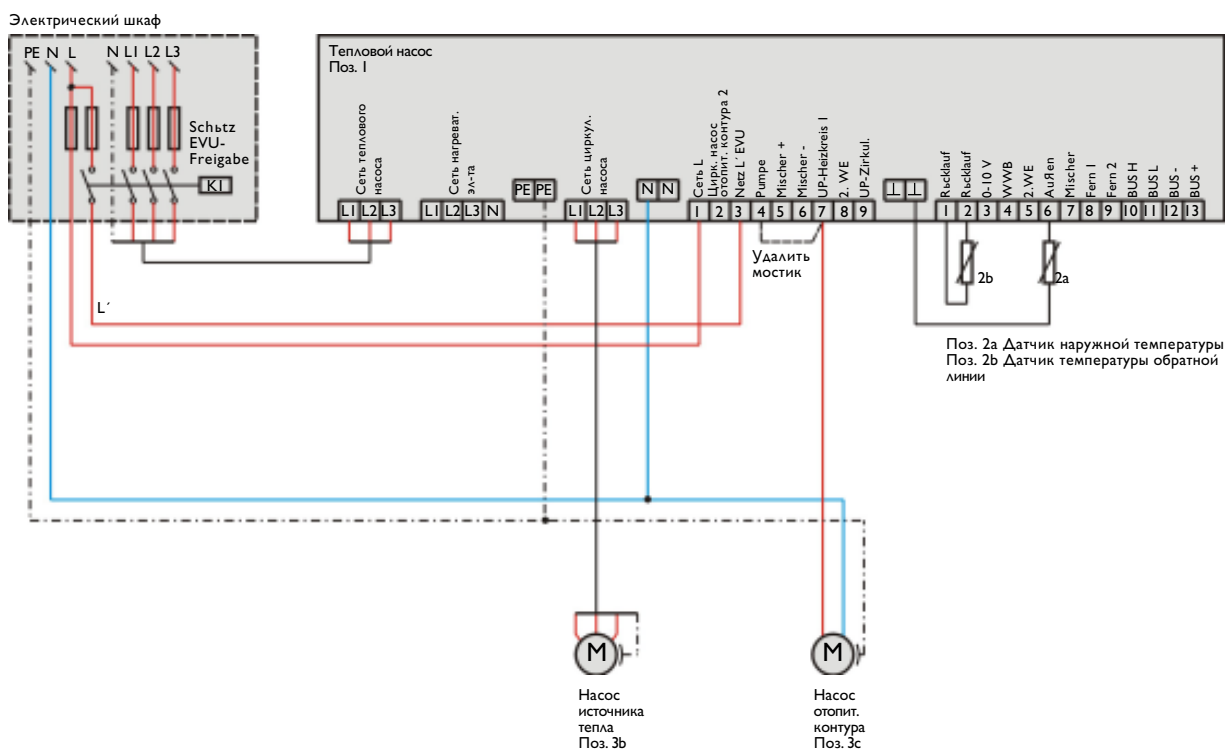 Электрический шкаф
PE N L N L1 L2 L3
Schьtz
EVU-
Freigabe
K1
L´
Тепловой насос
Поз. 1
Сеть теплового
насоса
L1 L2 L3
Сеть нагреват.
эл-та
L1 L2 L3 N
PE PE
Сеть циркул.
насоса
L1 L2 L3
N N
Сеть L
Цирк. насос
отопит. контура 2
Netz L´ EVU
Pumpe
Mischer +
Mischer -
UP-Heizkreis 1
2. WE
UP-Zirkul.
1 2 3 4 5 6 7 8 9
Удалить
мостик
⊥ ⊥
Rьcklauf
Rьcklauf
0-10 V
WWB
2.WE
AuЯen
Mischer
Fern 1
Fern 2
BUS H
BUS L
BUS -
BUS +
1 2 3 4 5 6 7 8 9 10 11 12 13
2b
2a
Поз. 2a Датчик наружной температуры
Поз. 2b Датчик температуры обратной
линии
M
M
Насос
источника
тепла
Поз. 3b
Насос
отопит.
контура
Поз. 3c